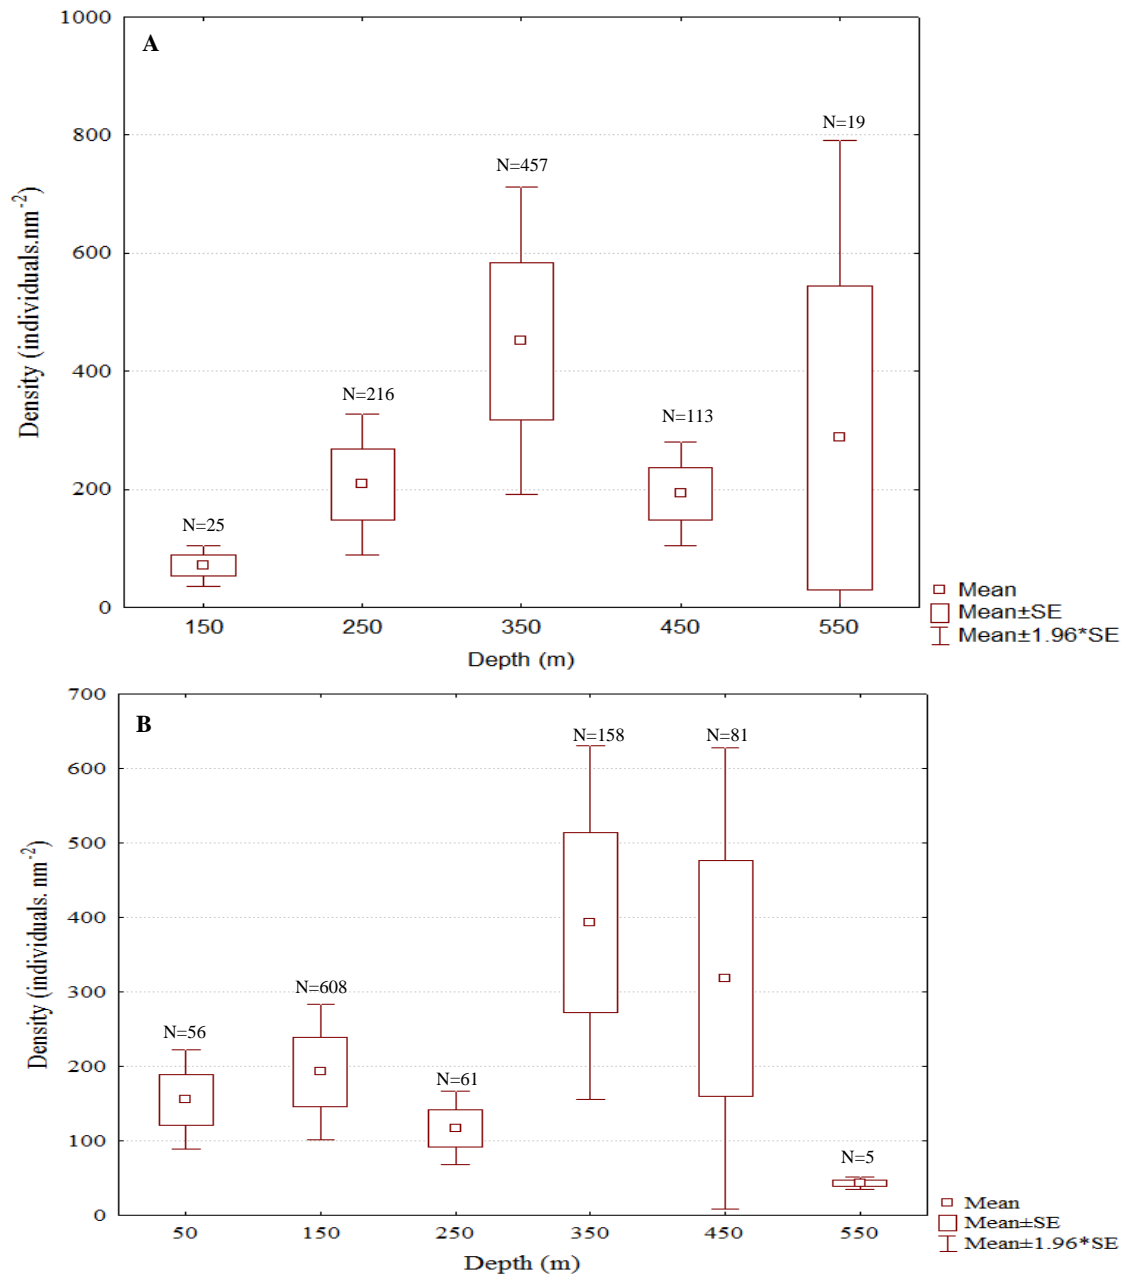 1000
A
800
N=19
N=457
Density (individuals.nm-2)
600
400
N=216
N=113
200
N=25
0
150 250 350 450 550
Depth (m)
Mean
Mean±SE
Mean±1.96*SE
700
B
N=158 N=81
600
500
Density (individuals. nm-2)
400
300
N=608
N=56
200
N=61
100
N=5
0
50 150 250 350 450 550
Depth (m)
Mean
Mean±SE
Mean±1.96*SE